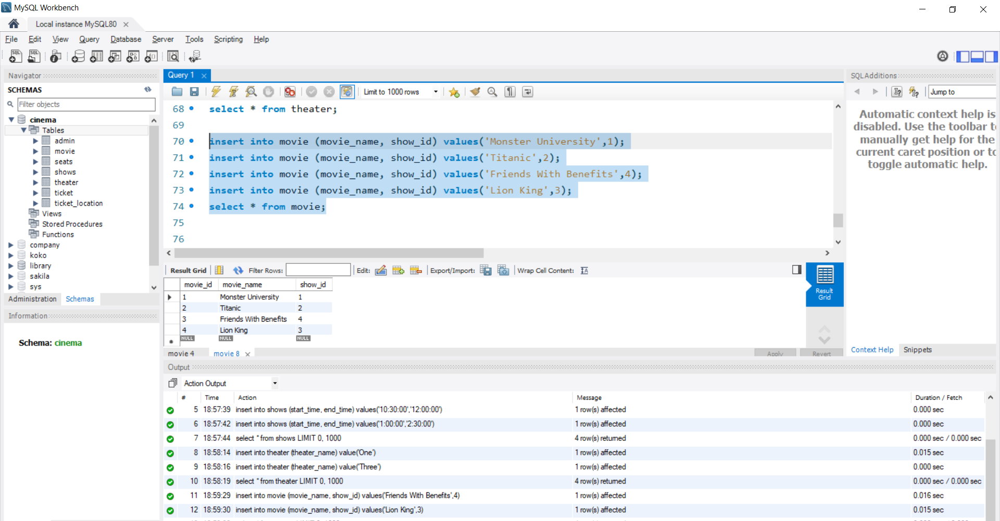 MySQL Workbench
Local instance MySQL80
File Edit View Query Database Server Tools Scripting Help
Navigator
SCHEMAS
Filter objects
cinema
Tables
admin
movie
seats
shows
theater
ticket
ticket_location
Views
Stored Procedures
Functions
company
koko
library
sakila
sys
Administration Schemas
Information
Schema: cinema
Query 1
Limit to 1000 rows
68 select * from theater;
69
70 insert into movie (movie_name, show_id) values('Monster University',1);
71 insert into movie (movie_name, show_id) values('Titanic',2);
72 insert into movie (movie_name, show_id) values('Friends With Benefits',4);
73 insert into movie (movie_name, show_id) values('Lion King',3);
74 select * from movie;
75
76
Result Grid Filter Rows: Edit: Export/Import: Wrap Cell Content:
movie_id movie_name show_id
1 Monster University 1
2 Titanic 2
3 Friends With Benefits 4
4 Lion King 3
NULL NULL NULL
Result
Grid
movie 4 movie 8 Apply Revert
SQLAdditions
Jump to
Automatic context help is
disabled. Use the toolbar t
manually get help for the
current caret position or to
toggle automatic help.
Context Help Snippets
Output
Action Output
# Time Action Message Duration / Fetch
5 18:57:39 insert into shows (start_time, end_time) values('10:30:00','12:00:00') 1 row(s) affected 0.000 sec
6 18:57:42 insert into shows (start_time, end_time) values('1:00:00','2:30:00') 1 row(s) affected 0.000 sec
7 18:57:44 select * from shows LIMIT 0, 1000 4 row(s) returned 0.000 sec / 0.000 sec
8 18:58:14 insert into theater (theater_name) value('One') 1 row(s) affected 0.015 sec
9 18:58:16 insert into theater (theater_name) value('Three') 1 row(s) affected 0.000 sec
10 18:58:19 select * from theater LIMIT 0, 1000 4 row(s) returned 0.000 sec / 0.000 sec
11 18:59:29 insert into movie (movie_name, show_id) values('Friends With Benefits',4) 1 row(s) affected 0.016 sec
12 18:59:30 insert into movie (movie_name, show_id) values('Lion King',3) 1 row(s) affected 0.015 sec